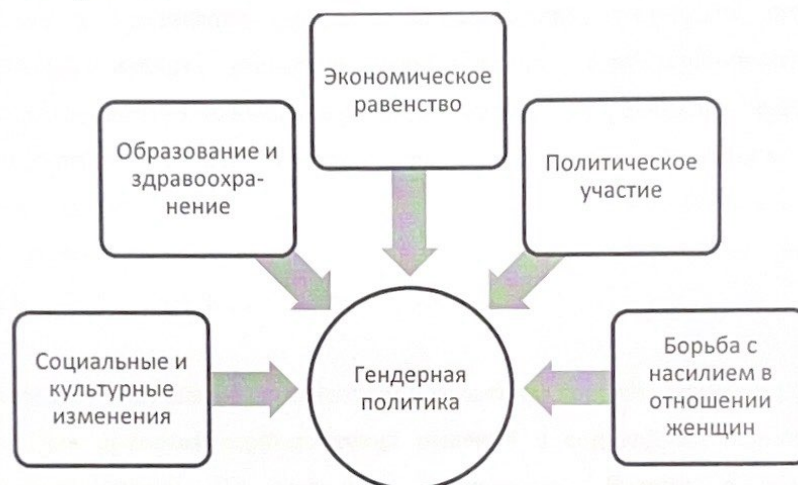 Экономическое
равенство
Образование и
здравоохра-
нение
Политическое
участие
Социальные и
культурные
изменения
Гендерная
политика
Борьба с
насилием в
отношении
женщин